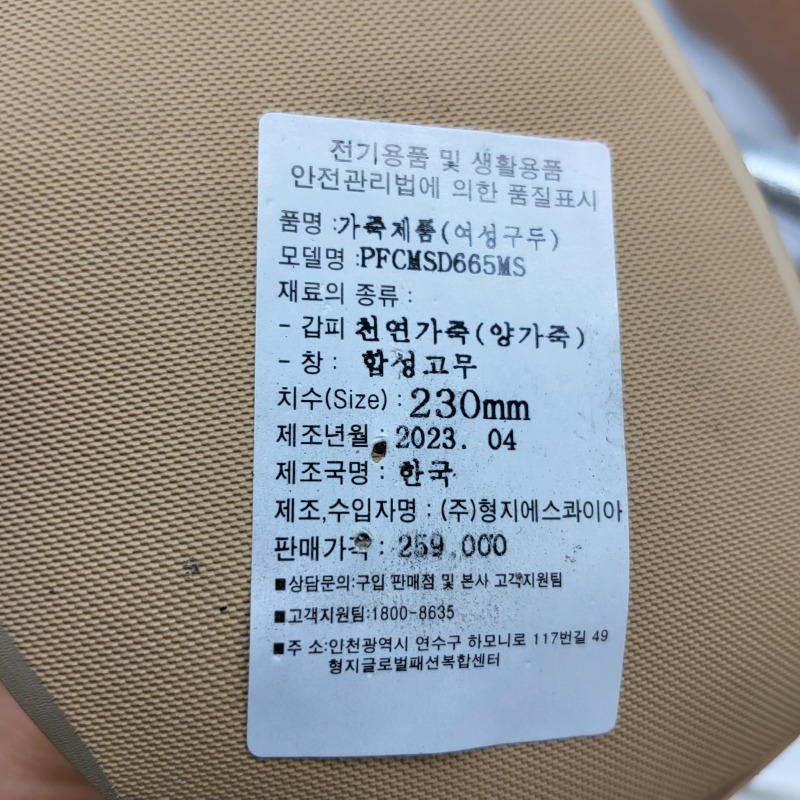 전기용품 및 생활용품
안전관리법에 의한 품질표시
품명 :가죽제품(여성구두)
모델명 :PFCMSD665MS
재료의 종류 :
- 갑피 천연가죽(양가죽)
- 창 : 합성고무
치수(Size) : 230mm
제조년월 : 2023. 04
제조국명 : 한국
제조,수입자명 : (주)형지에스콰이아
판매가격 : 259,000
■상담문의:구입 판매점 및 본사 고객지원팀
■고객지원팀:1800-8635
■주 소:인천광역시 연수구 하모니로 117번길 49
형지글로벌패션복합센터